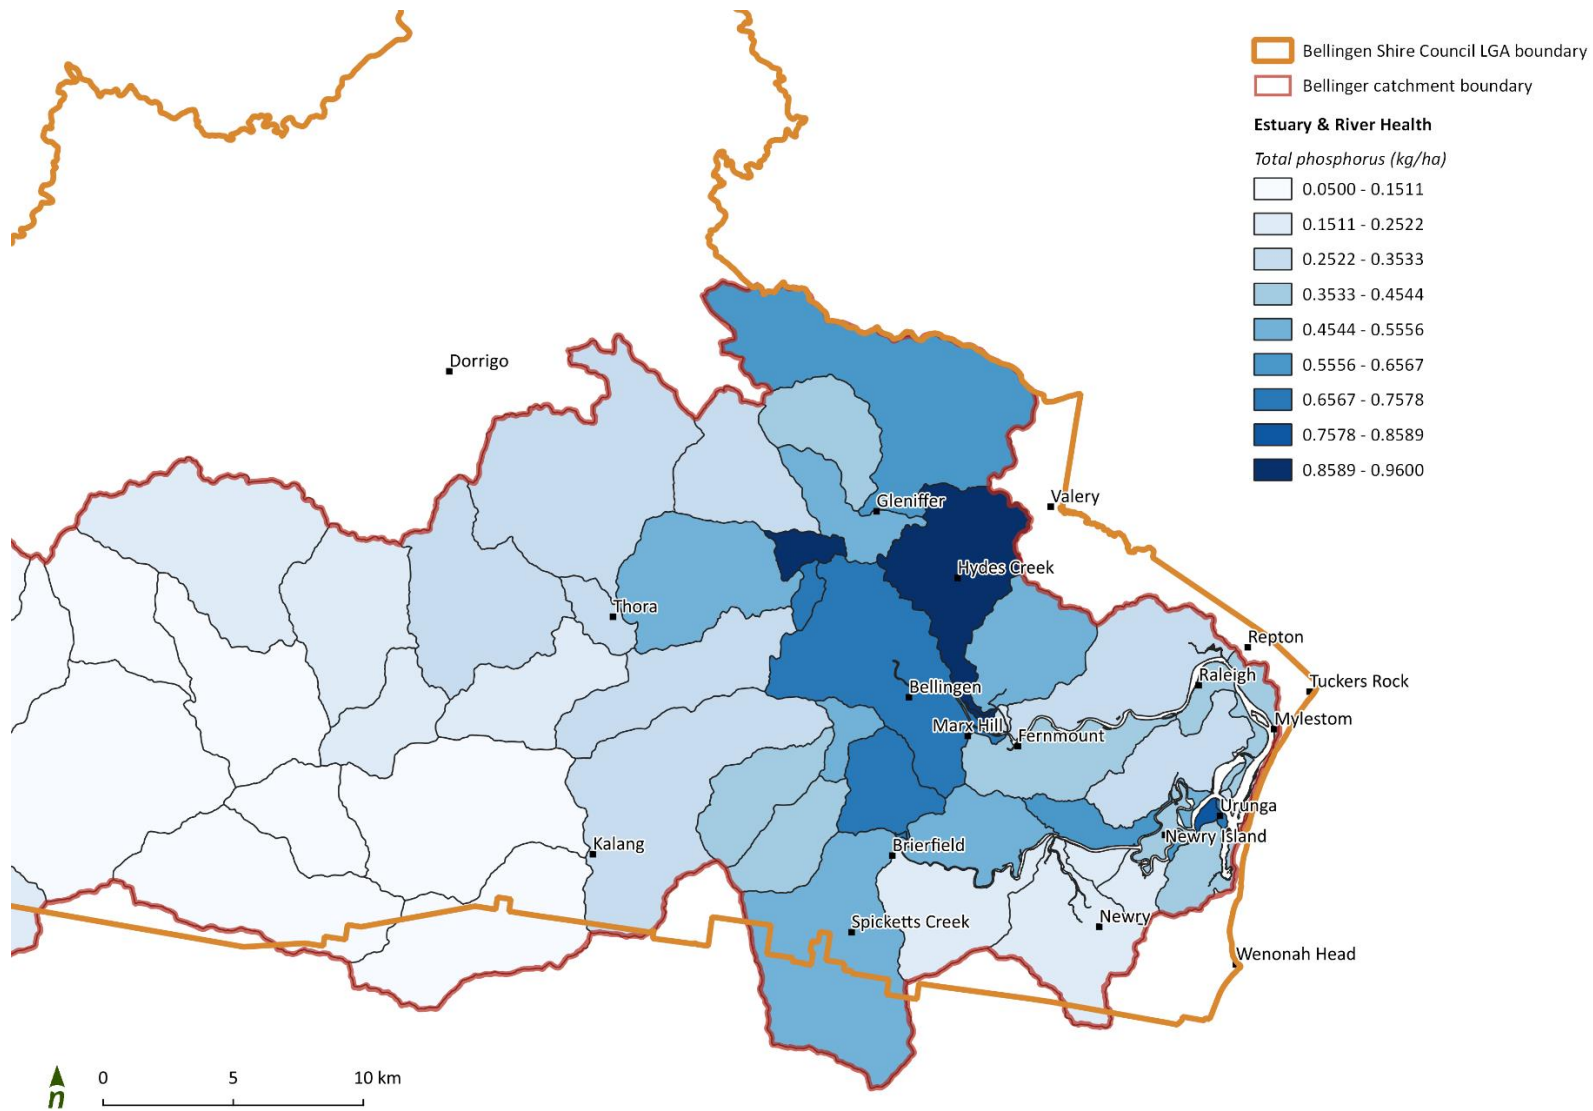 Bellingen Shire Council LGA boundary
Bellinger catchment boundary
Estuary & River Health
Total phosphorus (kg/ha)
0.0500 - 0.1511
0.1511 - 0.2522
0.2522 - 0.3533
0.3533 - 0.4544
0.4544 - 0.5556
0.5556 - 0.6567
0.6567 - 0.7578
0.7578 - 0.8589
0.8589 - 0.9600
Dorrigo
Gleniffer
Valery
Hydes Creek
Thora
Repton
Raleigh
Tuckers Rock
Bellingen
Mylestom
Marx Hill
Fernmount
Urunga
Newry Island
Kalang
Brierfield
Spicketts Creek
Newry
Wenonah Head
n
0 5 10 km